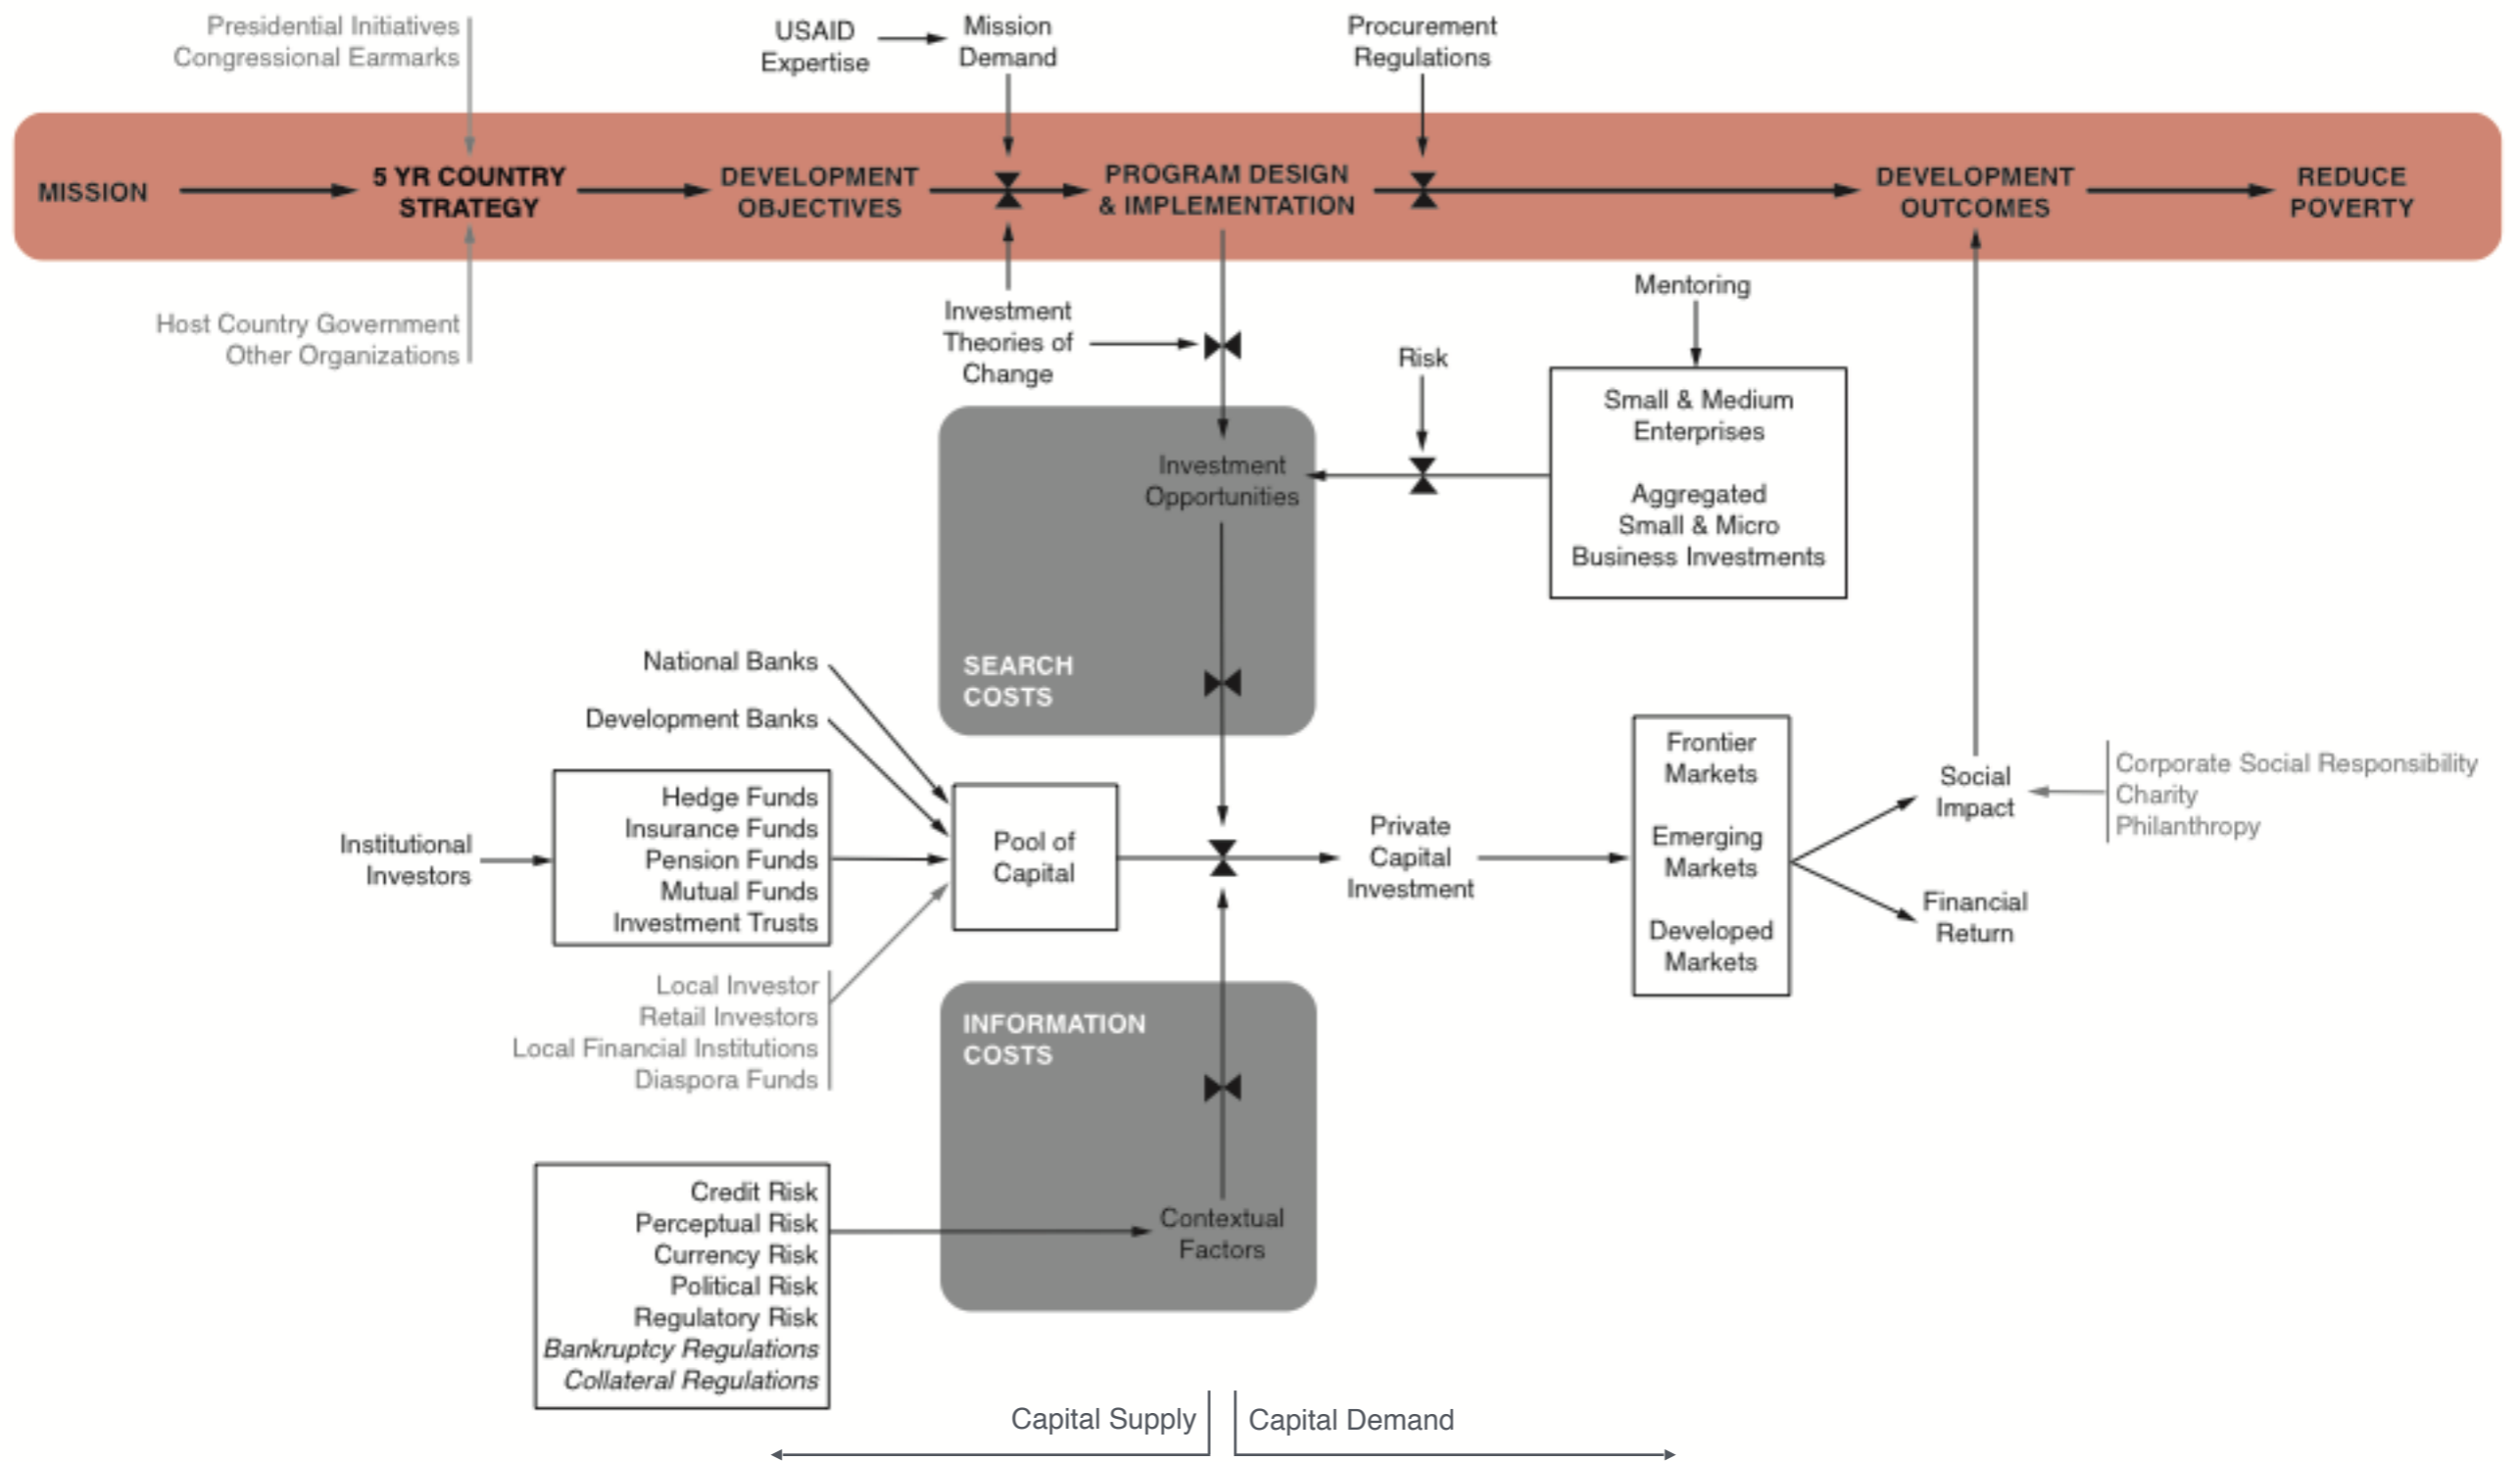 Presidential Initiatives
Congressional Earmarks
USAID
Expertise
Mission
Demand
Procurement
Regulations
MISSION
5 YR COUNTRY
STRATEGY
DEVELOPMENT
OBJECTIVES
PROGRAM DESIGN
& IMPLEMENTATION
DEVELOPMENT
OUTCOMES
REDUCE
POVERTY
Host Country Government
Other Organizations
Investment
Theories of
Change
Mentoring
Risk
Small & Medium
Enterprises
Aggregated
Small & Micro
Business Investments
Investment
Opportunities
SEARCH
COSTS
National Banks
Development Banks
Institutional
Investors
Hedge Funds
Insurance Funds
Pension Funds
Mutual Funds
Investment Trusts
Pool of
Capital
Private
Capital
Investment
Frontier
Markets
Emerging
Markets
Developed
Markets
Social
Impact
Financial
Return
Corporate Social Responsibility
Charity
Philanthropy
Local Investor
Retail Investors
Local Financial Institutions
Diaspora Funds
INFORMATION
COSTS
Contextual
Factors
Credit Risk
Perceptual Risk
Currency Risk
Political Risk
Regulatory Risk
Bankruptcy Regulations
Collateral Regulations
Capital Supply
Capital Demand